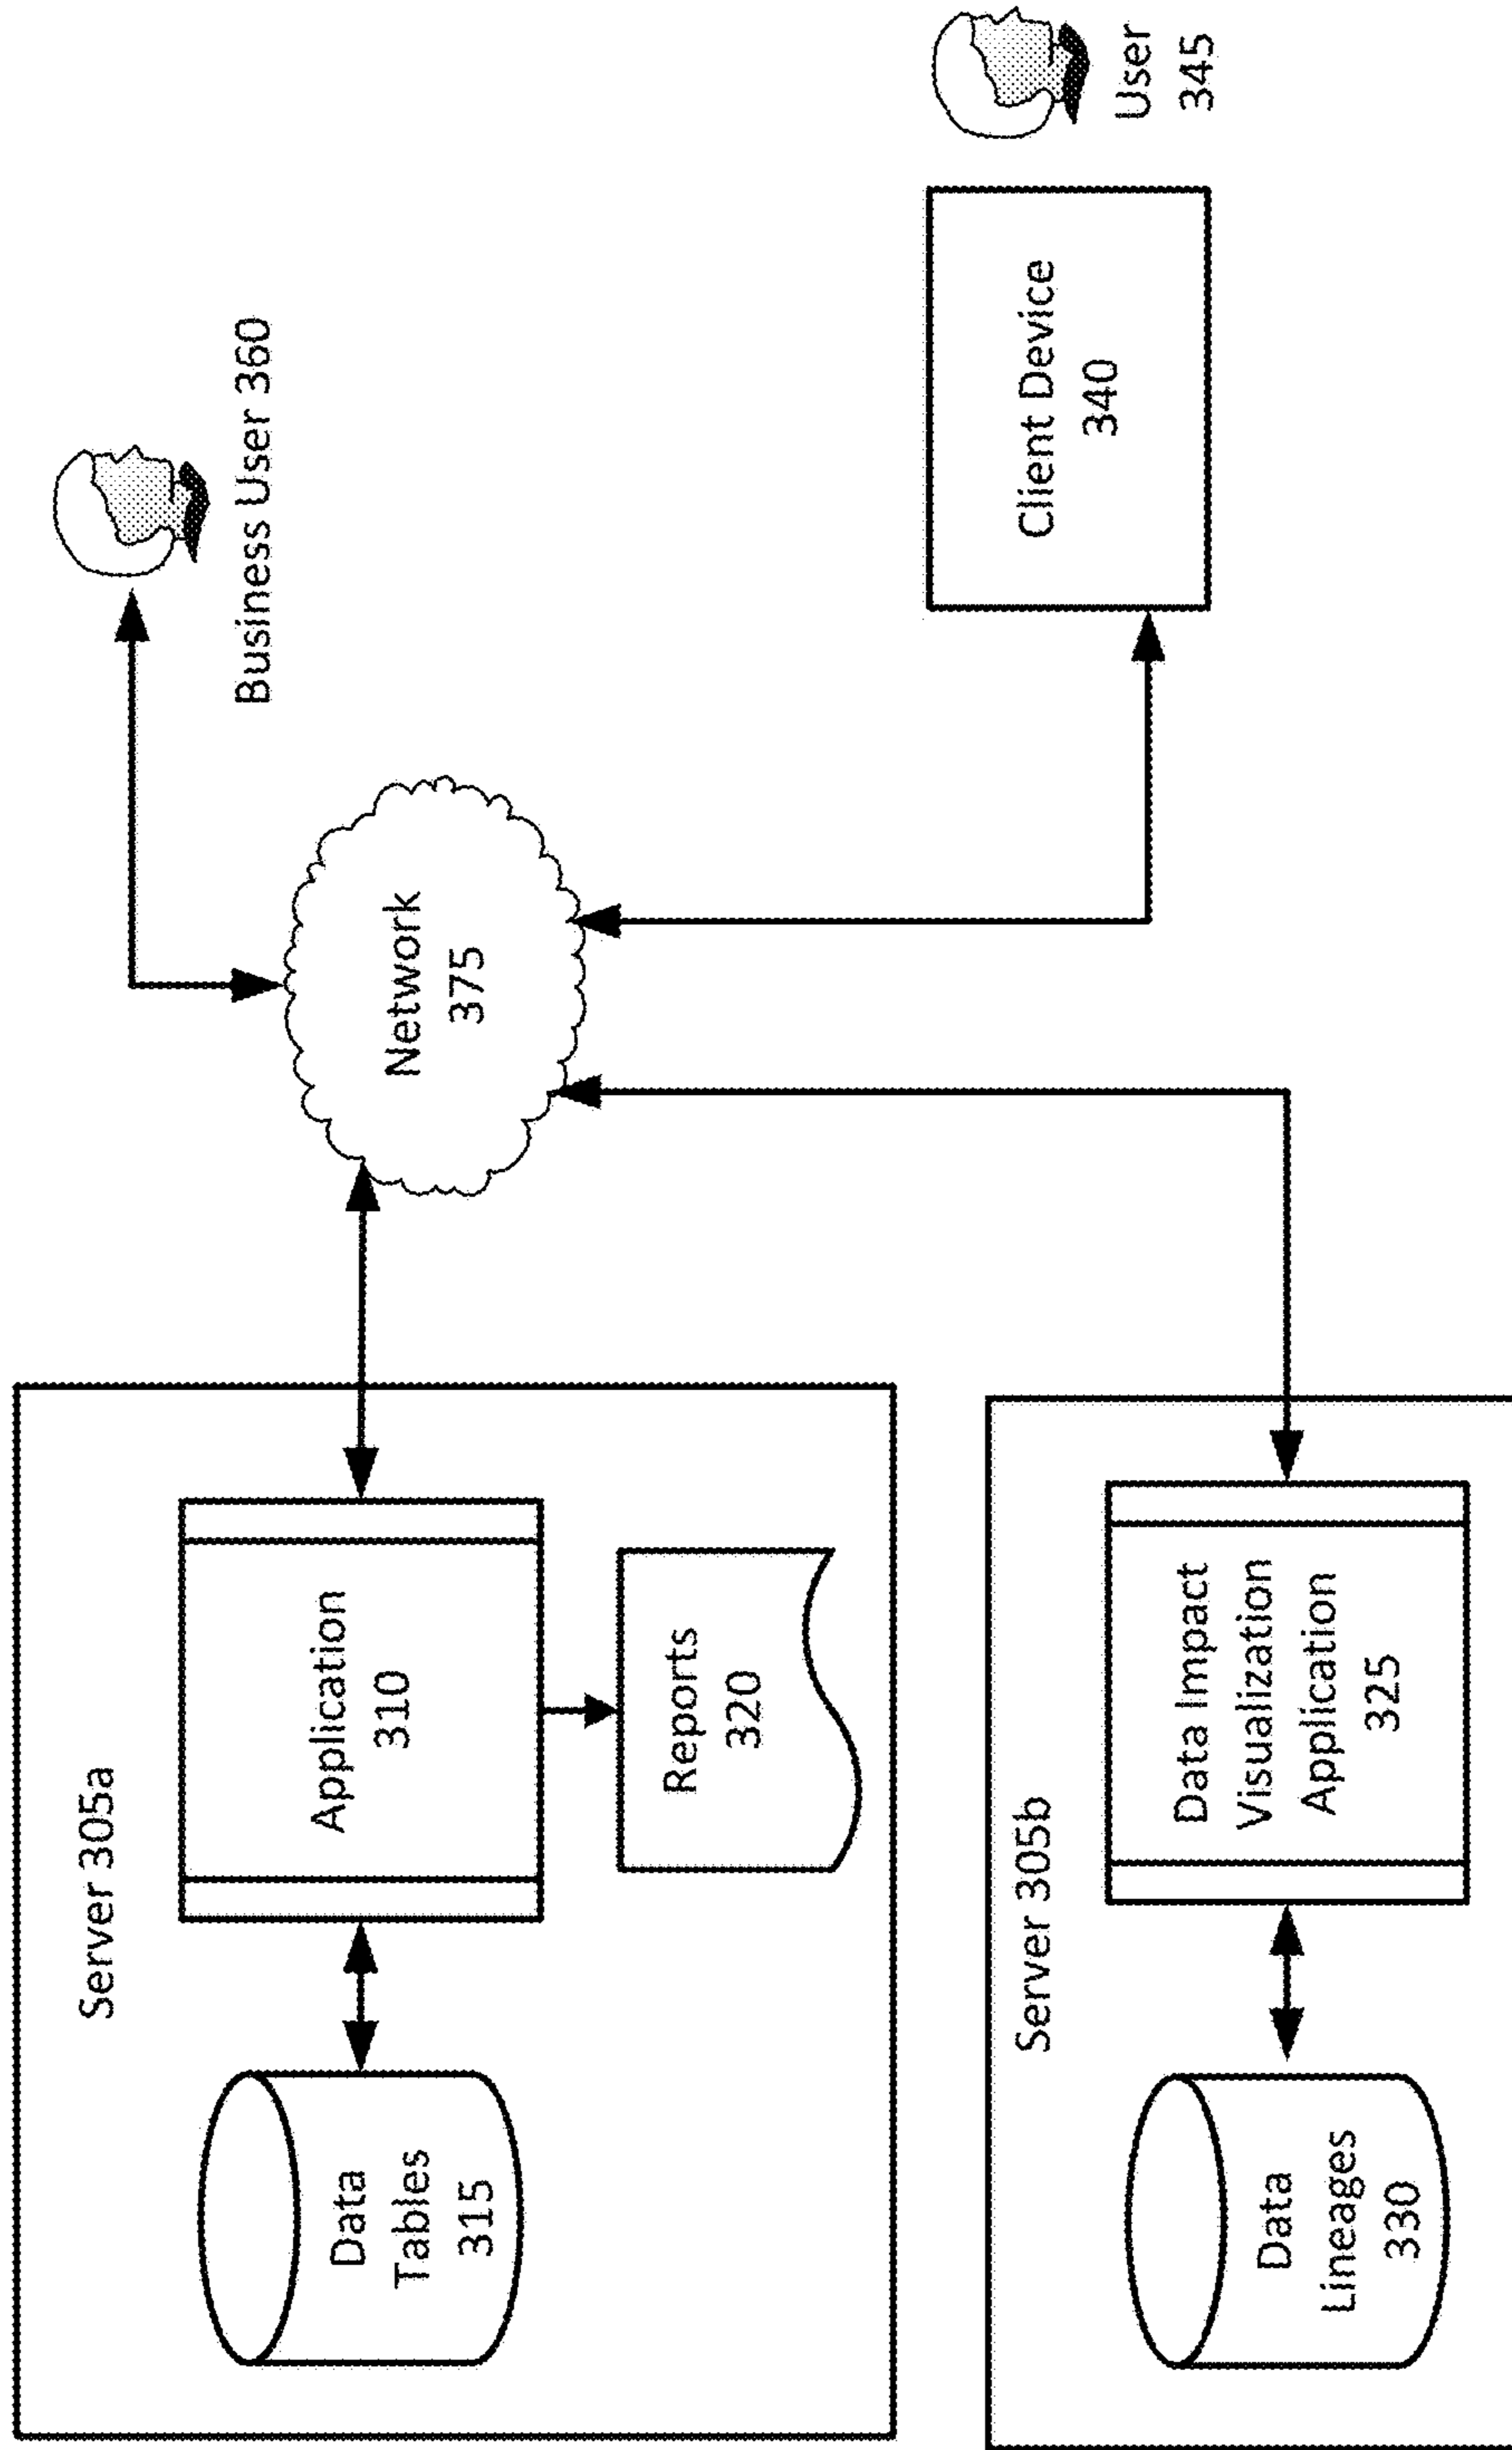 Server 305a
Data
Tables
315
Application
310
Reports
320
Network
375
Business User 360
Server 305b
Data
Lineages
330
Data Impact
Visualization
Application
325
Client Device
340
User
345